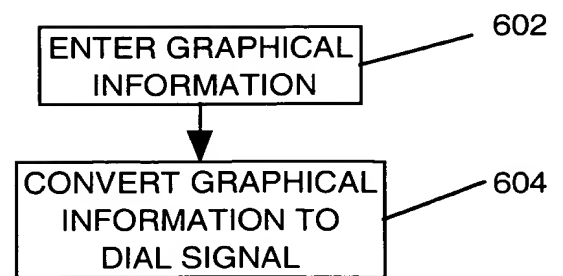 602
ENTER GRAPHICAL
INFORMATION
604
CONVERT GRAPHICAL
INFORMATION TO
DIAL SIGNAL